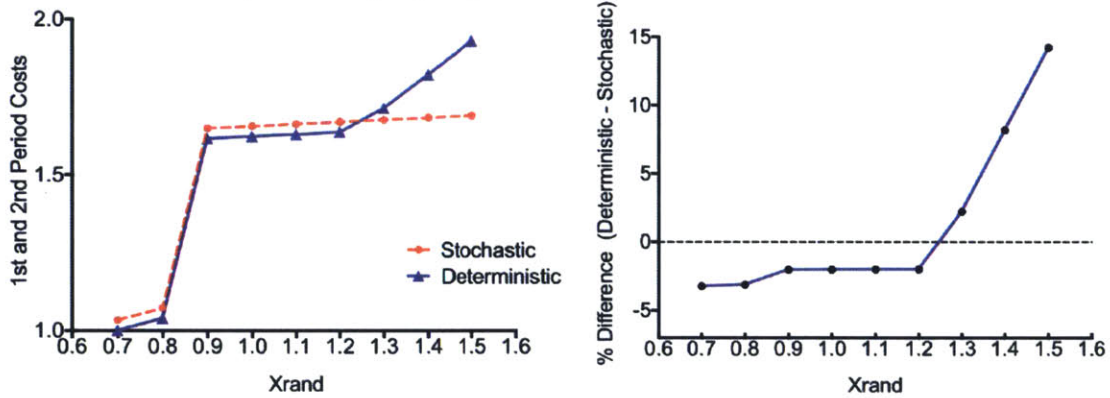 1st and 2nd Period Costs
2.0
1.5
1.0
Stochastic
Deterministic
0.6 0.7 0.8 0.9 1.0 1.1 1.2 1.3 1.4 1.5 1.6
Xrand
% Difference (Deterministic - Stochastic)
15
10
5
0
-5
0.6 0.7 0.8 0.9 1.0 1.1 1.2 1.3 1.4 1.5 1.6
Xrand